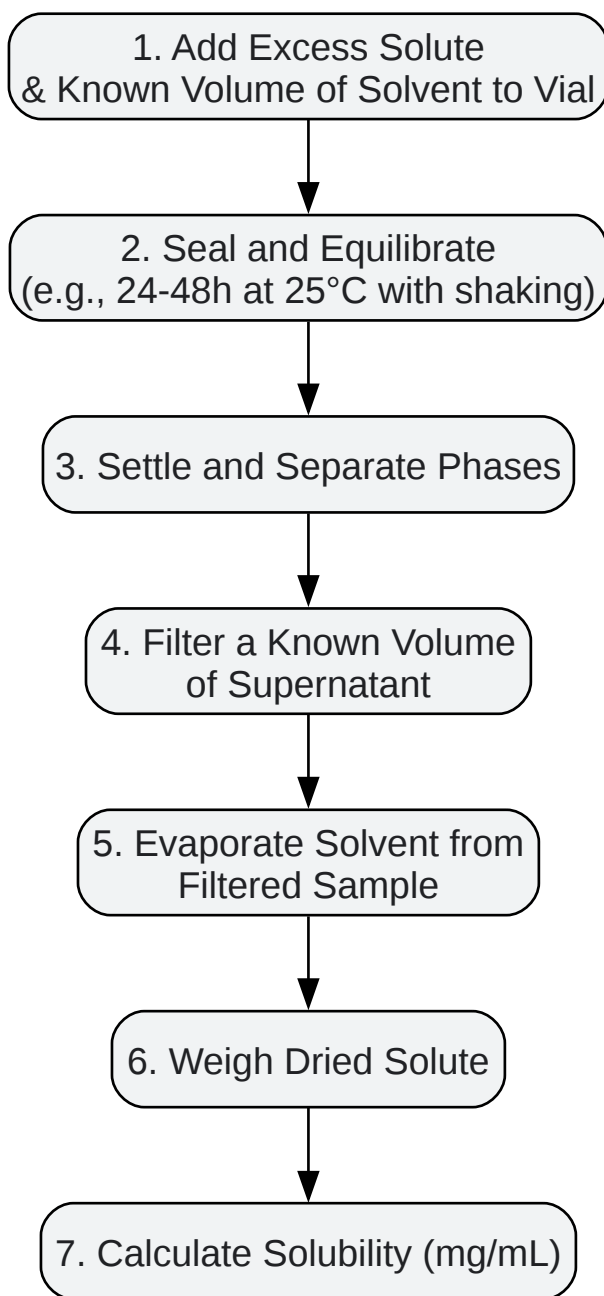 1. Add Excess Solute
& Known Volume of Solvent to Vial
2. Seal and Equilibrate
(e.g., 24-48h at 25°C with shaking)
3. Settle and Separate Phases
4. Filter a Known Volume
of Supernatant
5. Evaporate Solvent from
Filtered Sample
6. Weigh Dried Solute
7. Calculate Solubility (mg/mL)